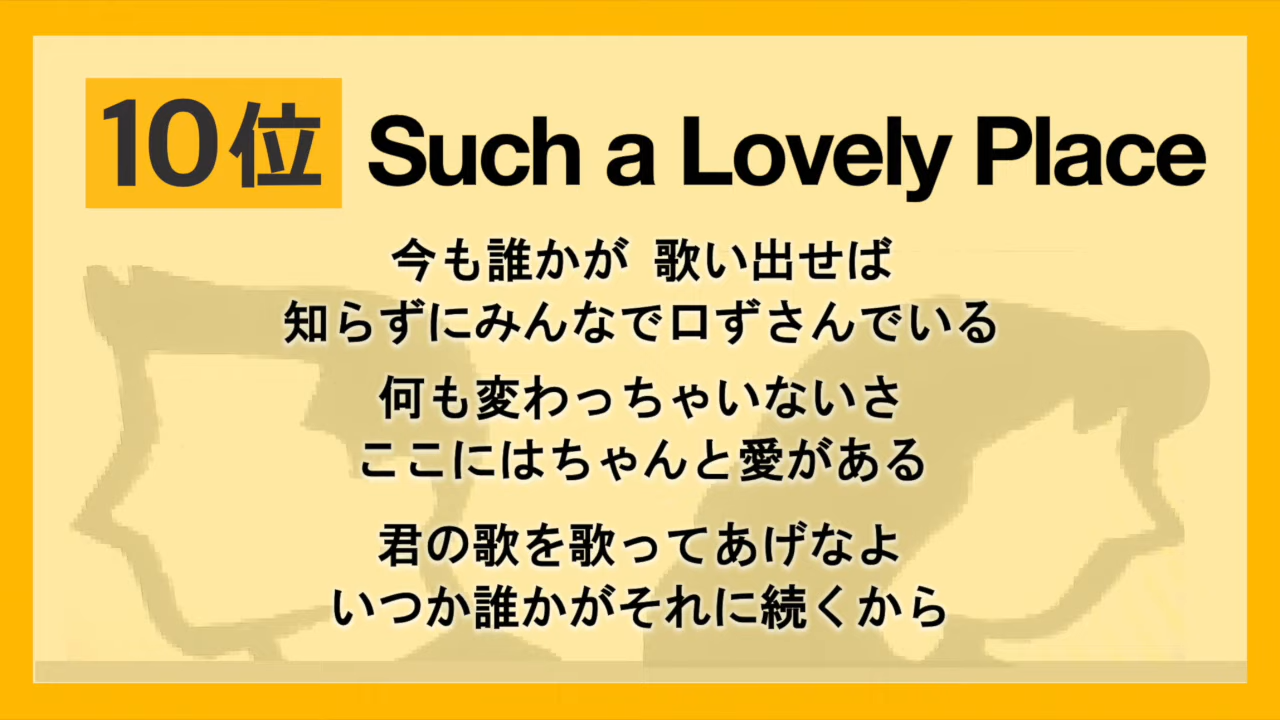 10位 Such a Lovely Place
今も誰かが 歌い出せば
知らずにみんなで口ずさんでいる
何も変わっちゃいないさ
ここにはちゃんと愛がある
君の歌を歌ってあげなよ
いつか誰かがそれに続くから